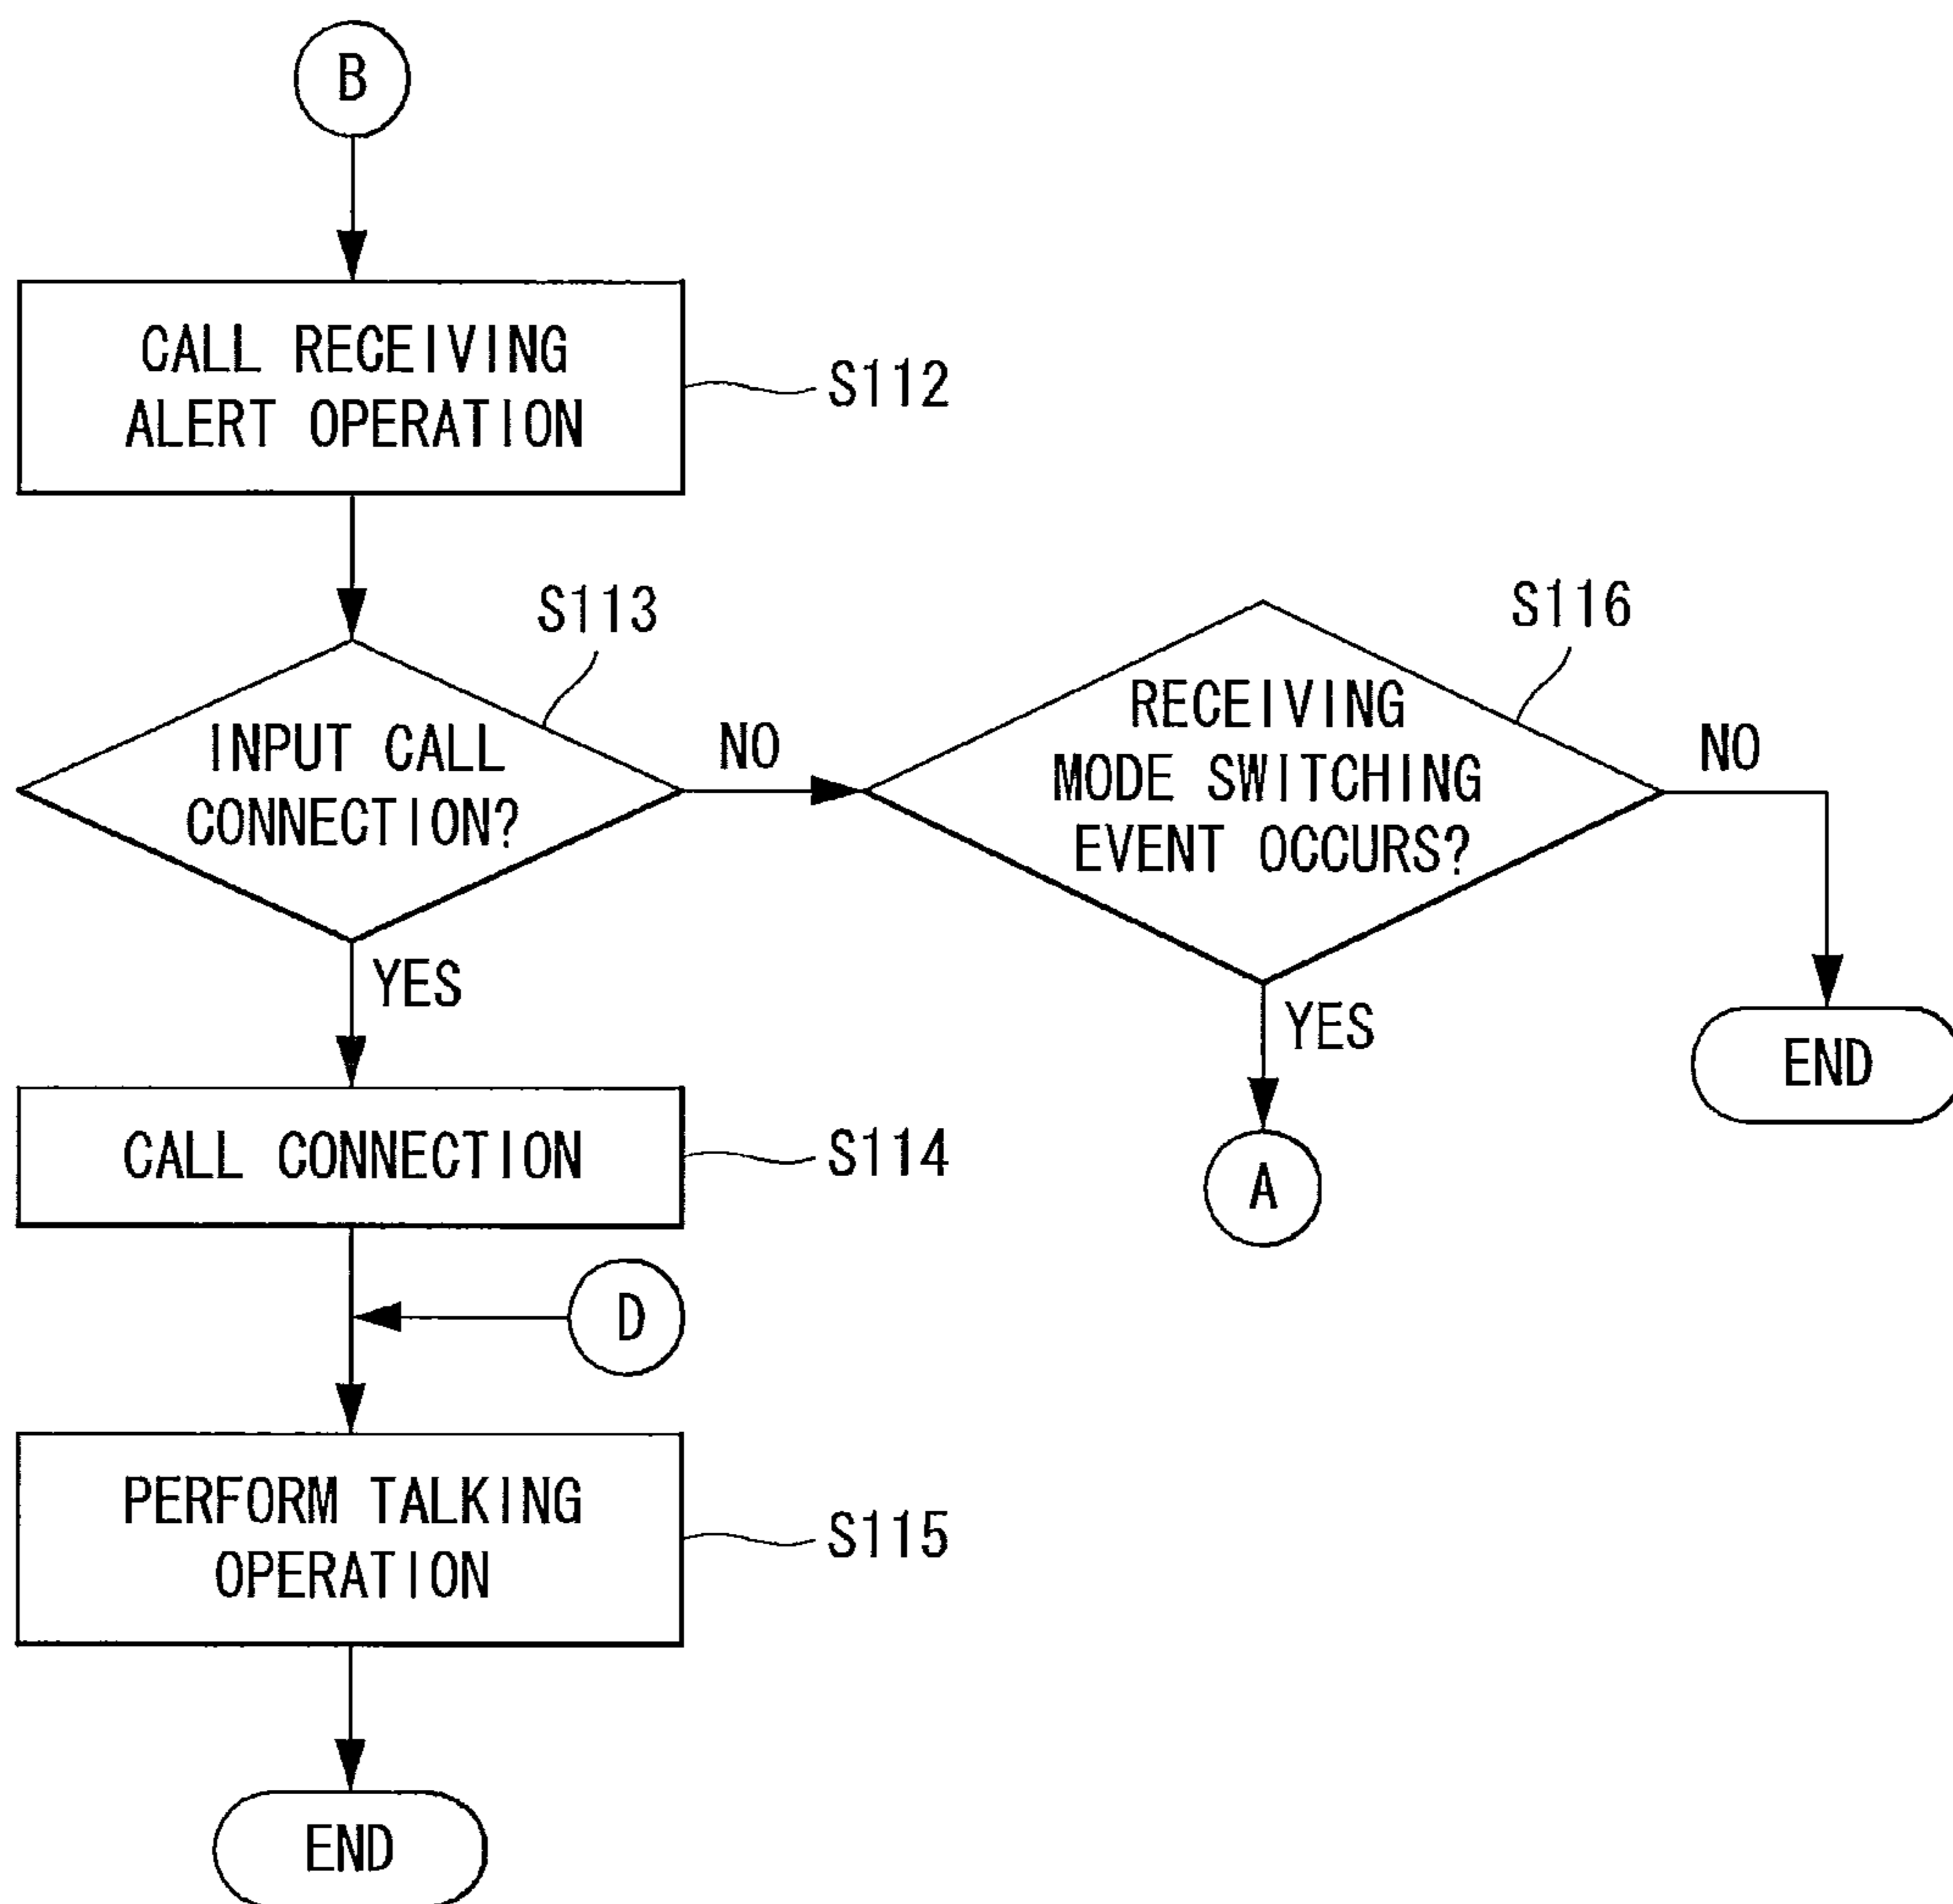 B
CALL RECEIVING
ALERT OPERATION
S112
S113
INPUT CALL
CONNECTION?
NO
S116
RECEIVING
MODE SWITCHING
EVENT OCCURS?
NO
YES
YES
END
CALL CONNECTION
S114
A
D
PERFORM TALKING
OPERATION
S115
END